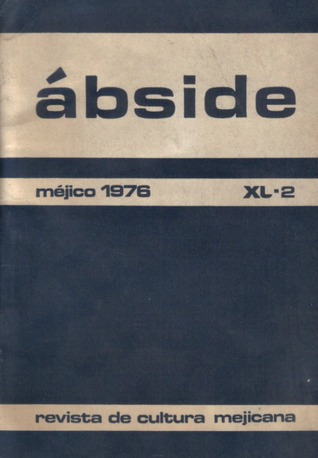 ábside
méjico 1976 XL-2
revista de cultura mejicana